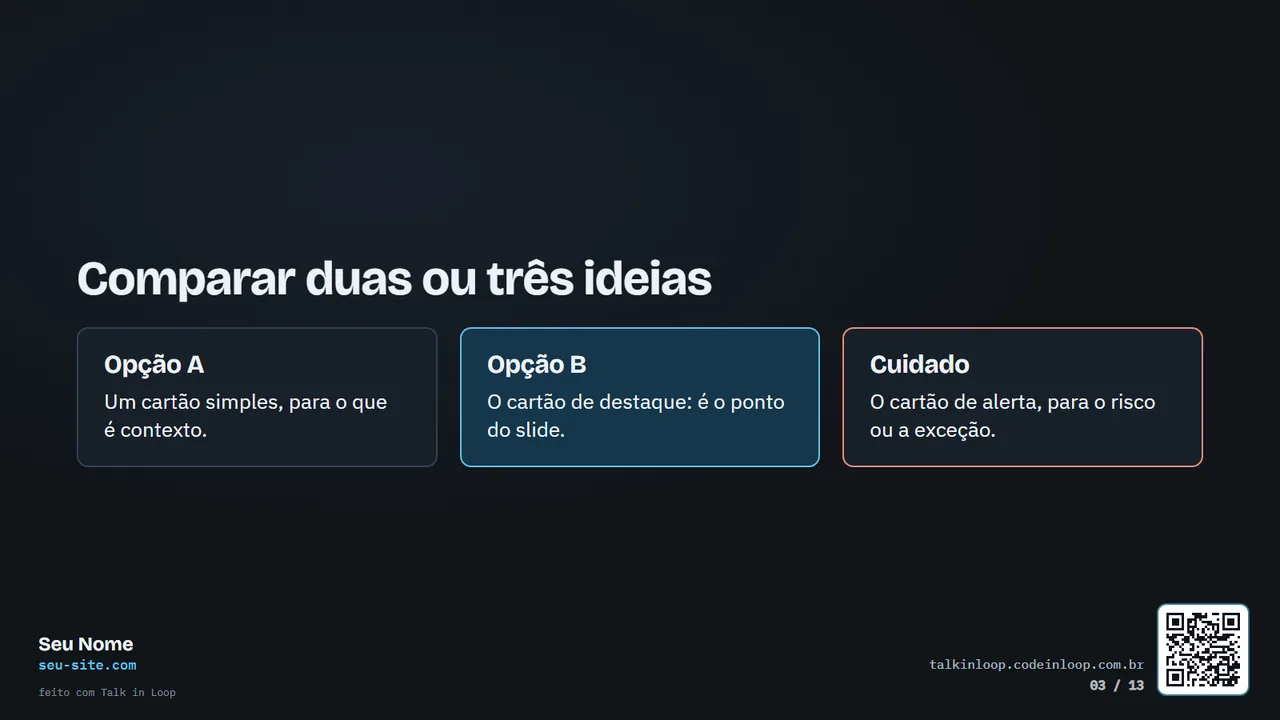 Comparar duas ou três ideias
Opção A
Um cartão simples, para o que
é contexto.
Opção B
O cartão de destaque: é o ponto
do slide.
Cuidado
O cartão de alerta, para o risco
ou a exceção.
Seu Nome
seu-site.com
feito com Talk in Loop
talkinloop.codeinloop.com.br
03 / 13